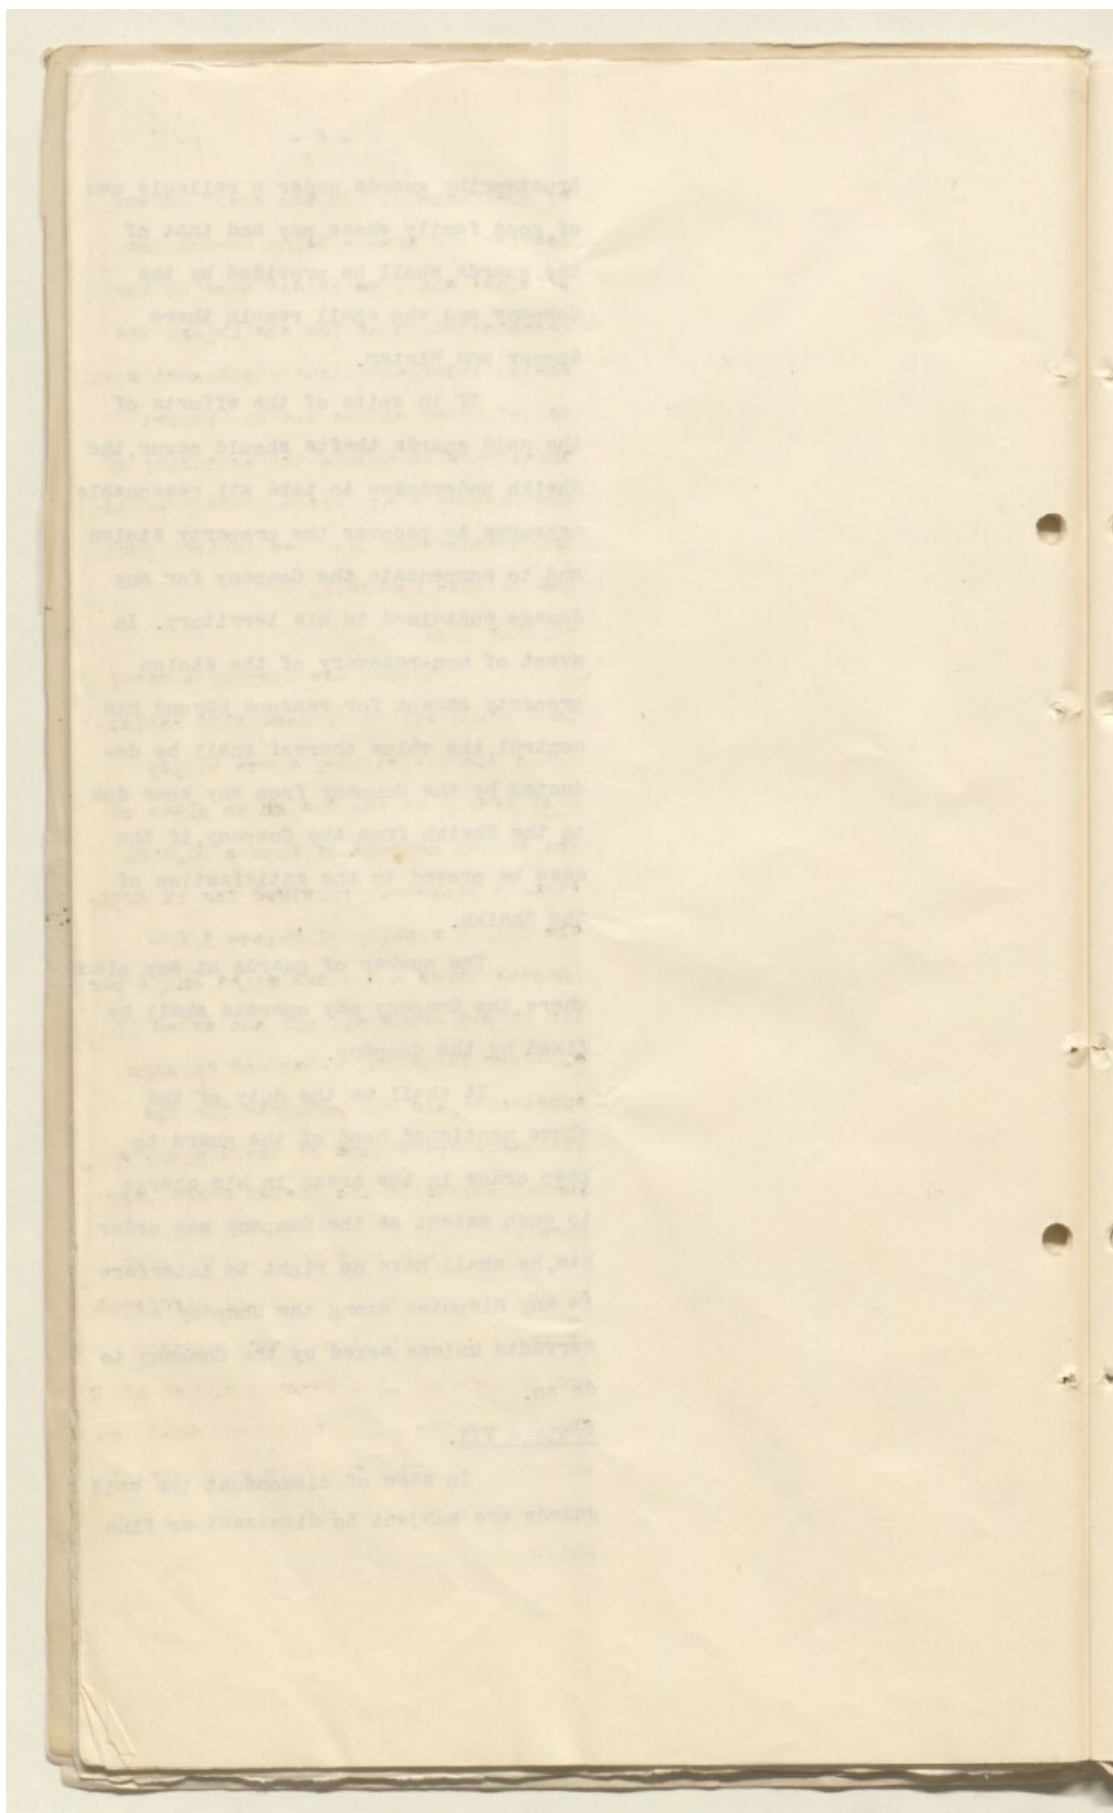 - 6 -
trustworthy guards under a reliable man
of good family whose pay and that of
the guards shall be provided by the
Company and who shall remain there
Summer and Winter.
If in spite of the efforts of
the said guards thefts should occur,the
Sheikh undertakes to take all reasonable
measures to recover the property stolen
and to compensate the Company for any
damage sustained in his territory. In
event of non-recovery of the stolen
property except for reasons beyond his
control,the value thereof shall be de-
ducted by the Company from any sums due
to the Sheikh from the Company,if the
case be proved to the satisfaction of
the Sheikh.
The number of guards at any place
where the Company may operate shall be
fixed by the Company.
It shall be the duty of the
above mentioned head of the guard to
keep order in the areas in his charge
to such extent as the Company may order
him,he shall have no right to interfere
in any disputes among the Company's
servants unless asked by the Company to
do so.
Article VII.
In case of misconduct the said
guards are subject to dismissal or fine